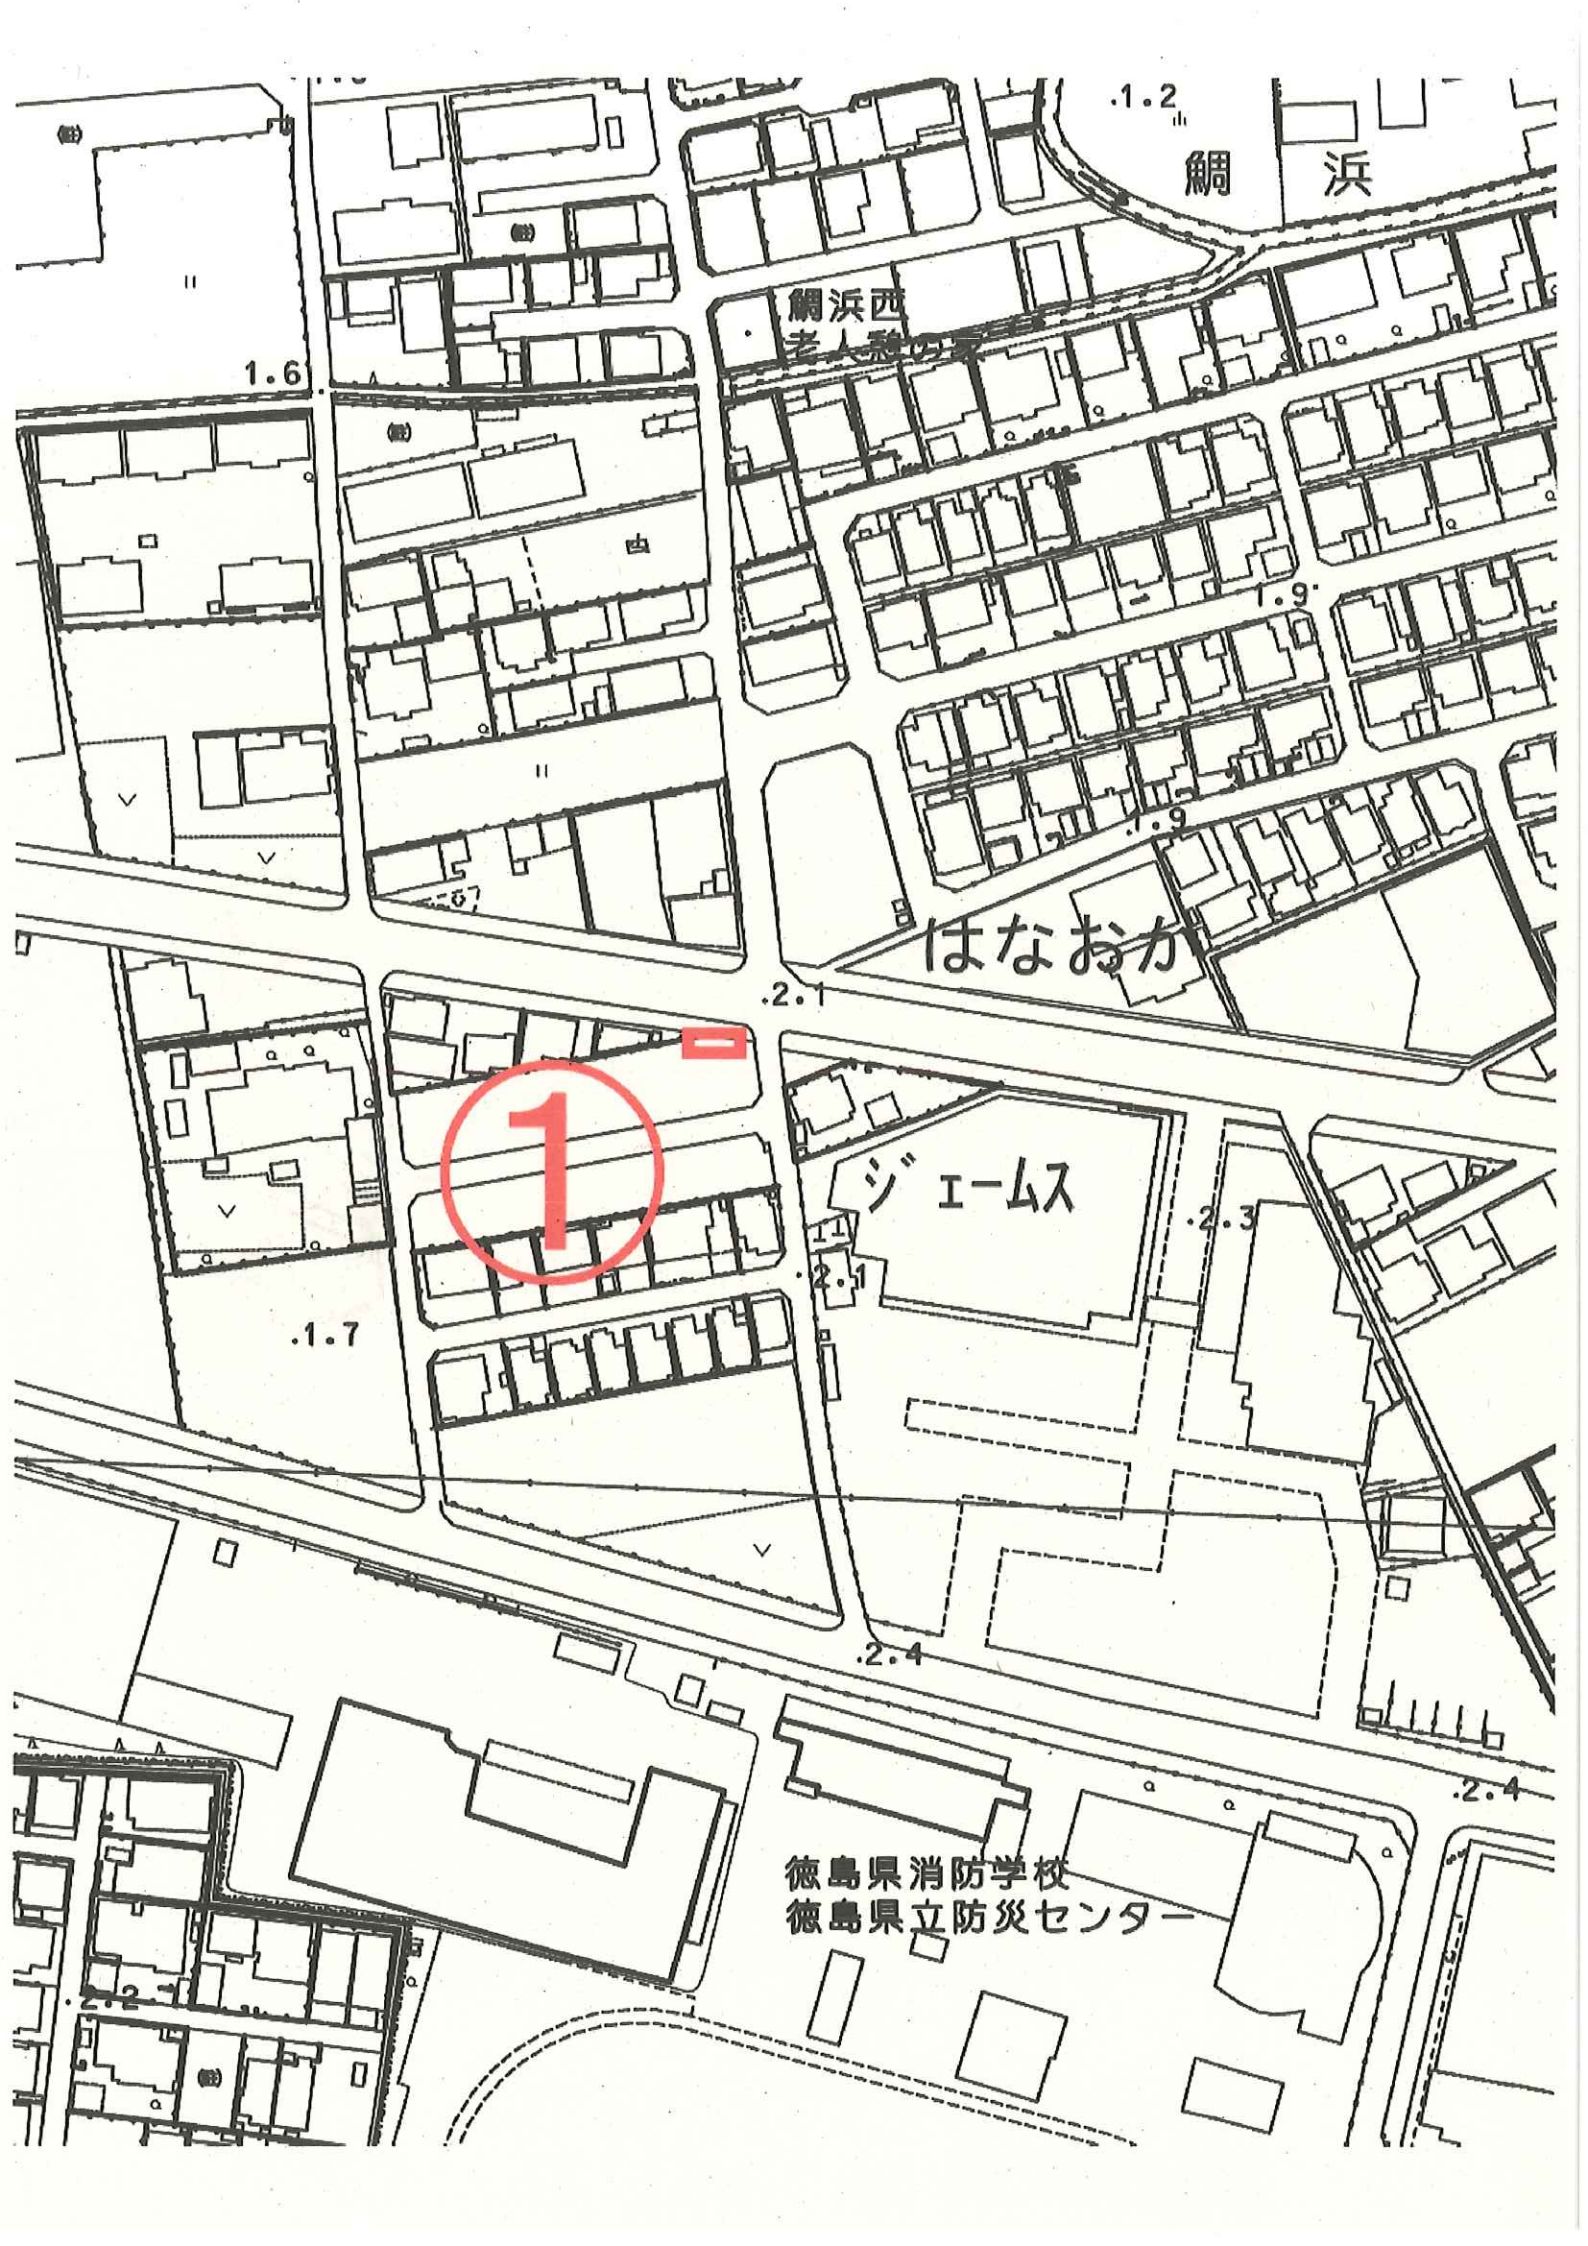 .1.2
鯛 浜
鯛浜西
老人憩の家
1.6
1.9
1.9
はなおか
.2.1
①
ジェームス
.2.3
.2.1
.1.7
.2.4
.2.4
徳島県消防学校
徳島県立防災センター
.2.2